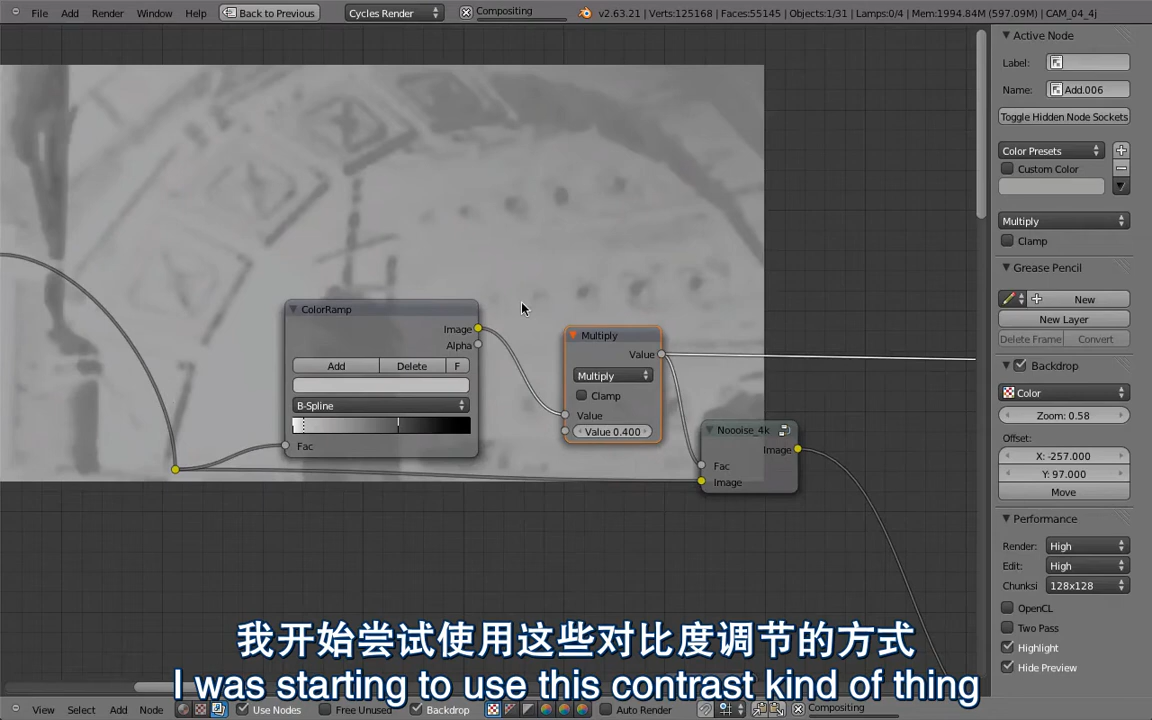 File Add Render Window Help Back to Previous Cycles Render Compositing v2.63.21 | Verts:125168 | Faces:55145 | Objects:1/31 | Lamps:0/4 | Mem:1994.84M (597.09M) | CAM_04_4j
Active Node
Label:
Name: Add.006
Toggle Hidden Node Sockets
Color Presets
Custom Color
Multiply
Clamp
Grease Pencil
New
New Layer
Delete Frame Convert
Backdrop
Color
Zoom: 0.58
Offset:
X: -257.000
Y: 97.000
Move
Performance
Render: High
Edit: High
Chunksi 128x128
OpenCL
Two Pass
Highlight
Hide Preview
ColorRamp
Image
Alpha
Add Delete F
B-Spline
Fac
Multiply
Value
Multiply
Clamp
Value
Value 0.400
Noooise_4k
Image
Fac
Image
我开始尝试使用这些对比度调节的方式
I was starting to use this contrast kind of thing
View Select Add Node Use Nodes Free Unused Backdrop Auto Render Compositing